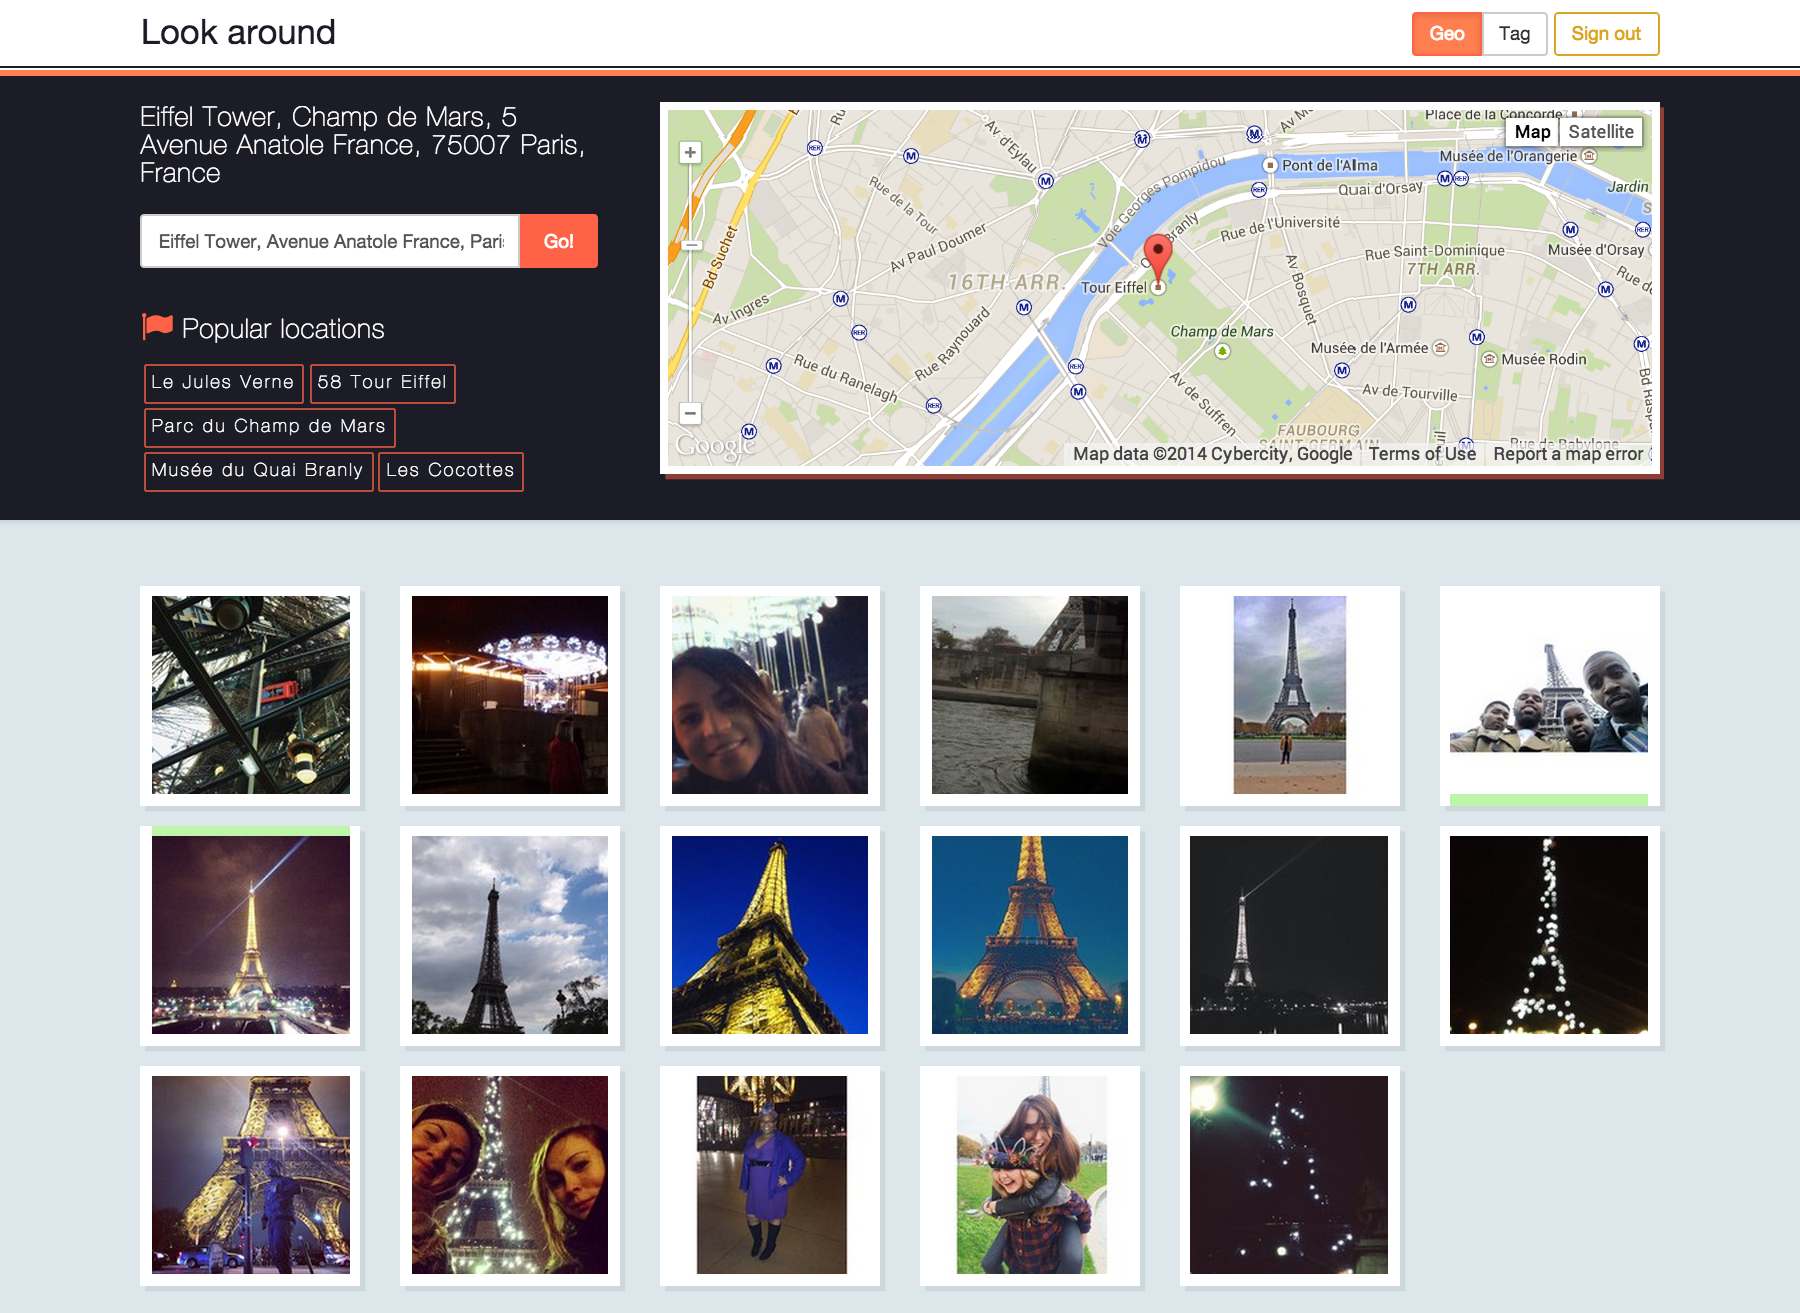 Look around
Geo
Tag
Sign out
Eiffel Tower, Champ de Mars, 5
Avenue Anatole France, 75007 Paris,
France
Eiffel Tower, Avenue Anatole France, Pari
Go!
Popular locations
Le Jules Verne
58 Tour Eiffel
Parc du Champ de Mars
Musée du Quai Branly
Les Cocottes
Place de la Concorde
Map
Satellite
Av d'Eylau
Pont de l'Alma
Musée de l'Orangerie
Quai d'Orsay
Jardin
Voie Georges Pompidou
Branly
Rue de la Tour
Rue de l'Université
Bd Suchet
Av Paul Doumer
Rue Saint-Dominique
Musée d'Orsay
7TH ARR.
16TH ARR.
Tour Eiffel
Av Bosquet
Av Ingres
Champ de Mars
Rue Raynouard
Musée de l'Armée
Musée Rodin
Rue du Ranelagh
Av de Suffren
Av de Tourville
FAUBOURG
SAINT-GERMAIN
Rue de Babylone
Google
Map data ©2014 Cybercity, Google
Terms of Use
Report a map error